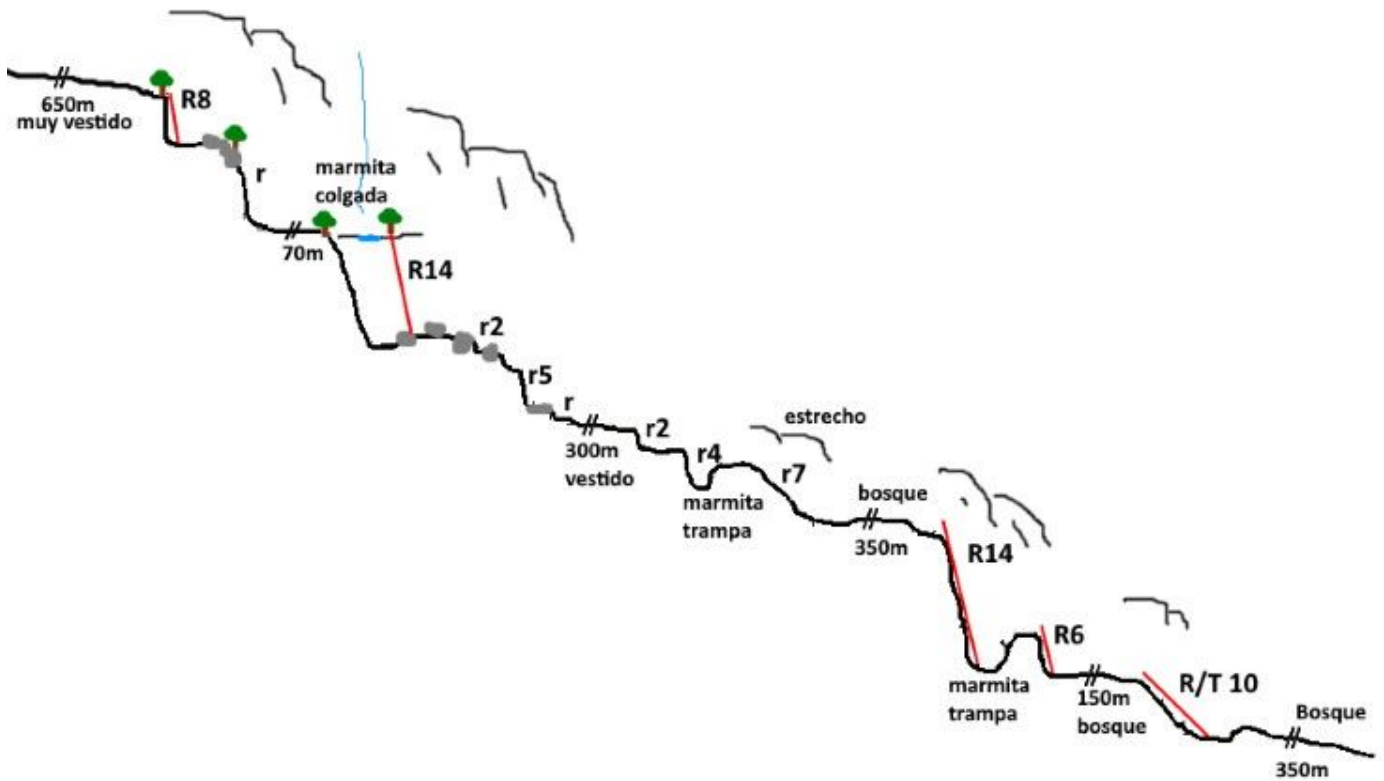 650m
muy vestido
R8
r
marmita
colgada
70m
R14
r2
r5
r
300m
vestido
r2
r4
marmita
trampa
r7
estrecho
bosque
350m
R14
marmita
trampa
R6
150m
bosque
R/T 10
Bosque
350m